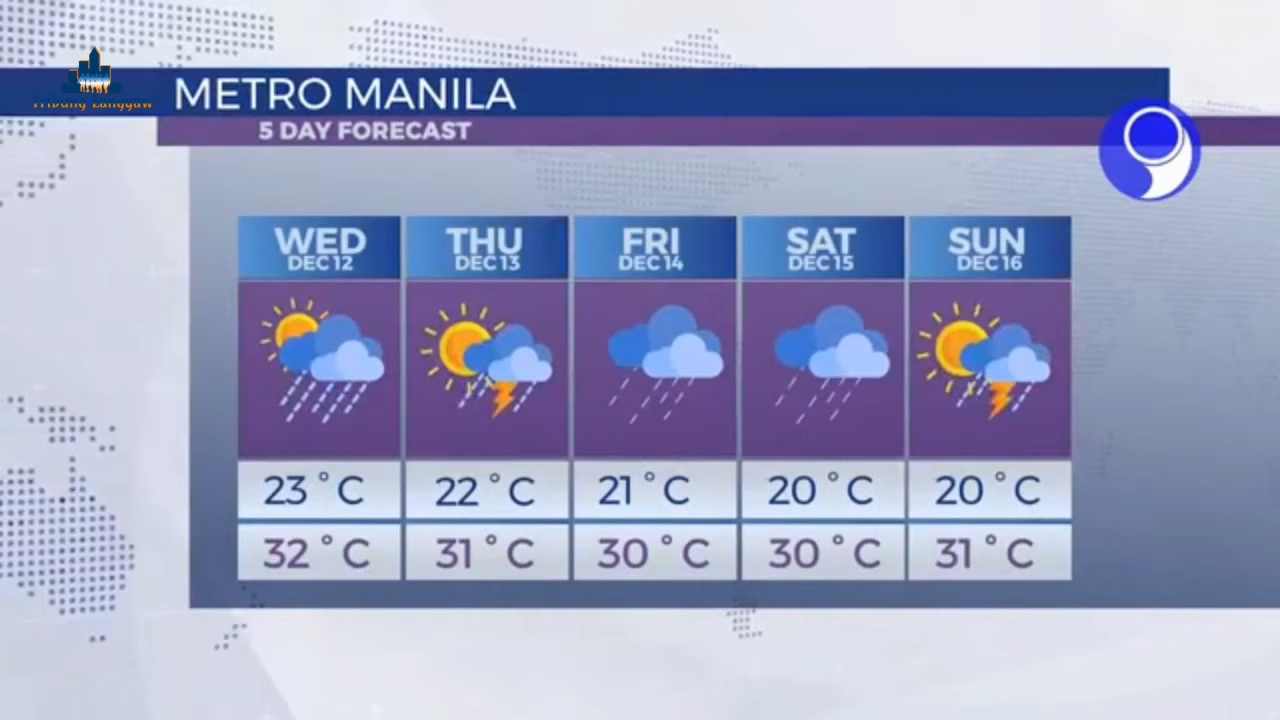 METRO MANILA
5 DAY FORECAST
WED THU FRI SAT SUN
DEC 12 DEC 13 DEC 14 DEC 15 DEC 16
23 °C 22 °C 21 °C 20 °C 20 °C
32 °C 31 °C 30 °C 30 °C 31 °C